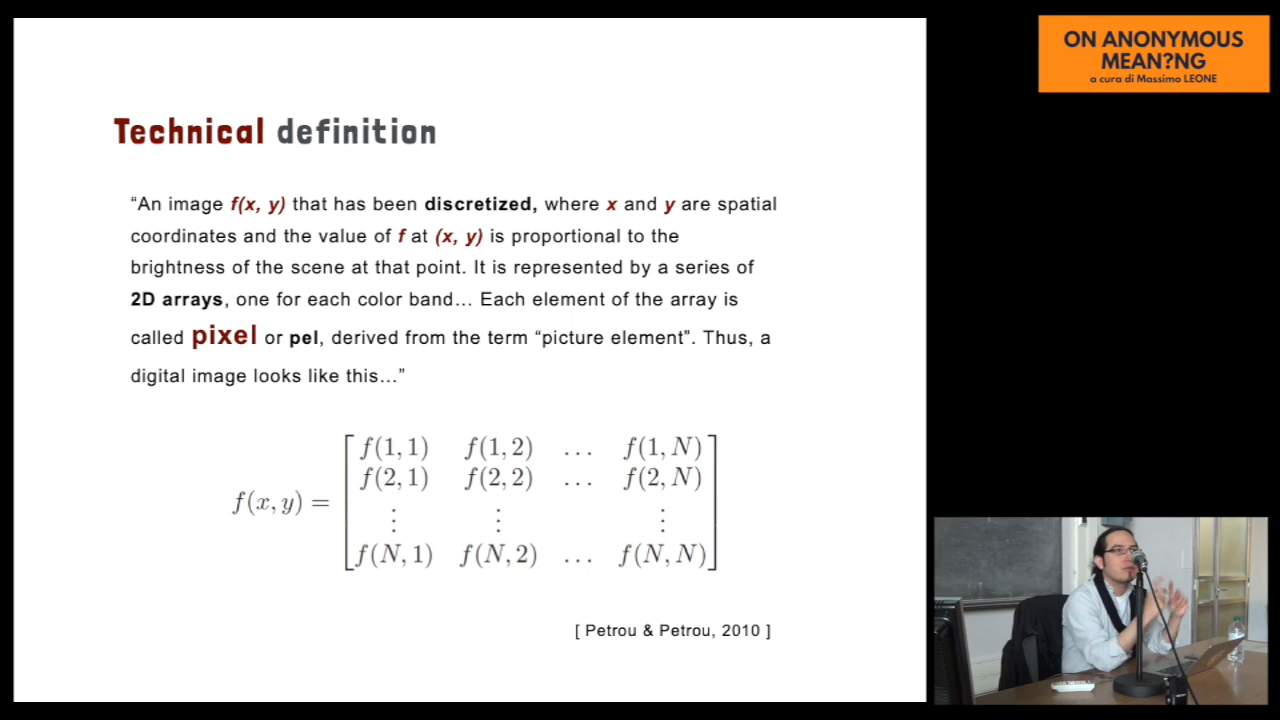 ON ANONYMOUS
MEAN?NG
a cura di Massimo LEONE
Technical definition
“An image f(x, y) that has been discretized, where x and y are spatial
coordinates and the value of f at (x, y) is proportional to the
brightness of the scene at that point. It is represented by a series of
2D arrays, one for each color band… Each element of the array is
called pixel or pel, derived from the term “picture element”. Thus, a
digital image looks like this…”
f(x, y) =
f(1, 1) f(1, 2) … f(1, N)
f(2, 1) f(2, 2) … f(2, N)
⋮ ⋮ ⋮
f(N, 1) f(N, 2) … f(N, N)
[ Petrou & Petrou, 2010 ]